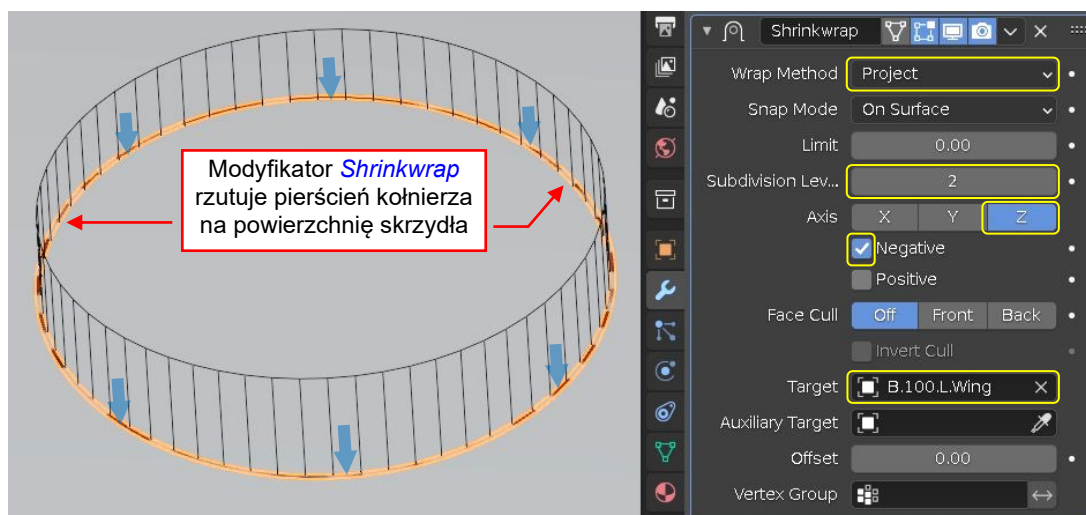 Modyfikator Shrinkwrap
rzutuje pierścień kołnierza
na powierzchnię skrzydła
Shrinkwrap
Wrap Method Project
Snap Mode On Surface
Limit 0.00
Subdivision Lev... 2
Axis X Y Z
Negative
Positive
Face Cull Off Front Back
Invert Cull
Target B.100.L.Wing
Auxiliary Target
Offset 0.00
Vertex Group